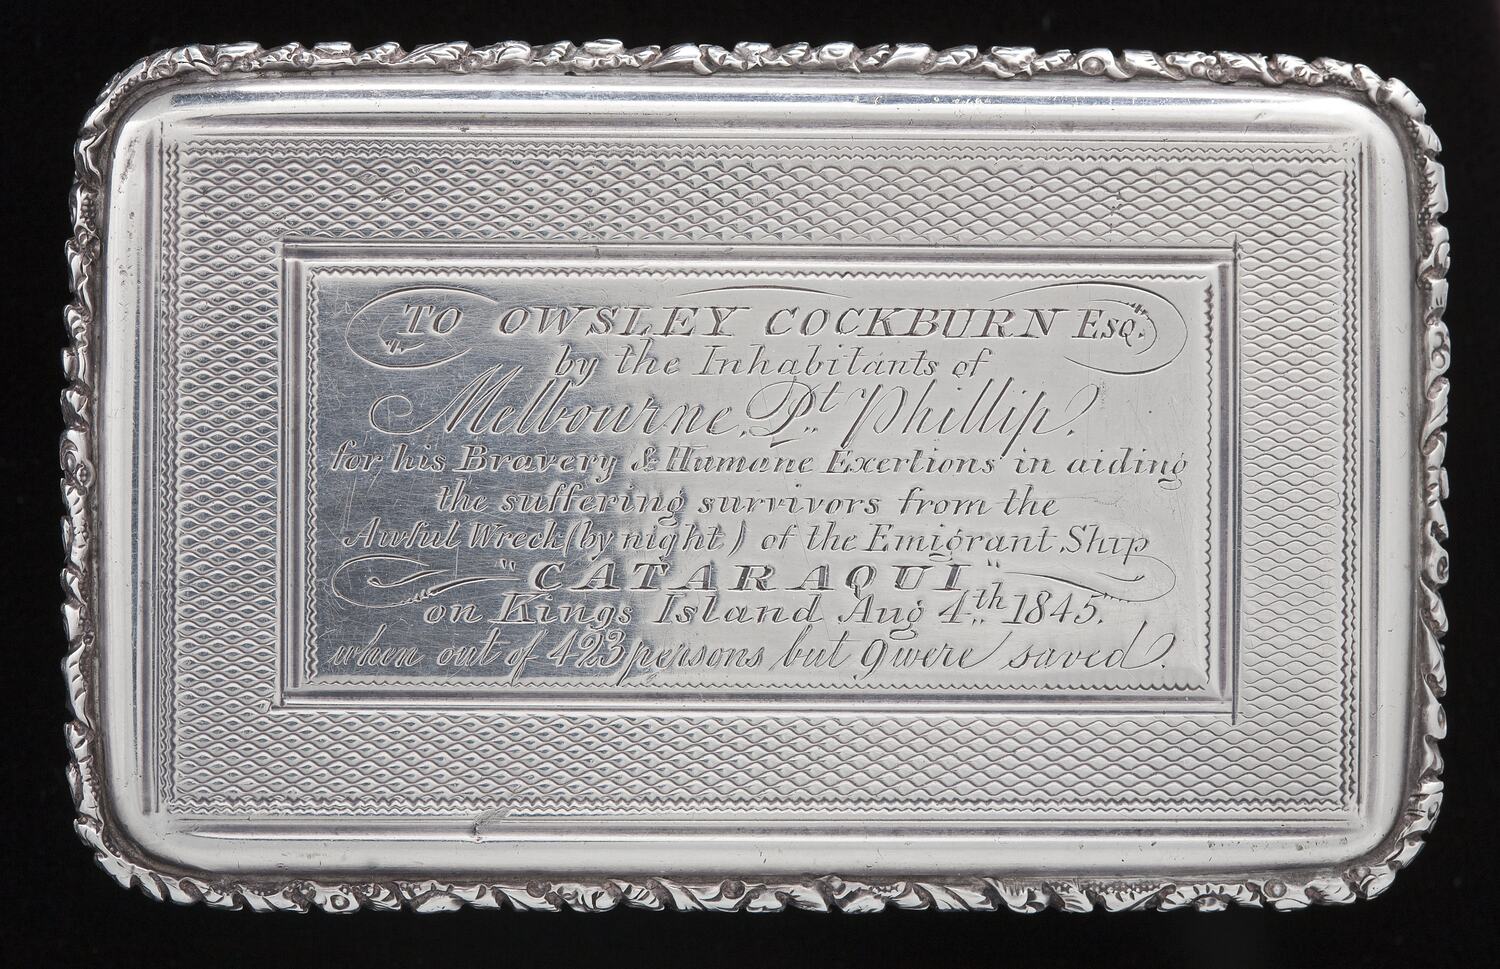 TO OWSLEY COCKBURN ESQ.
by the Inhabitants of
Melbourne, Pt Phillip.
for his Bravery & Humane Exertions in aiding
the suffering survivors from the
Awful Wreck (by night) of the Emigrant Ship
"CATARAQUI"
on Kings Island Aug 4th 1845.
when out of 423 persons but 9 were saved.